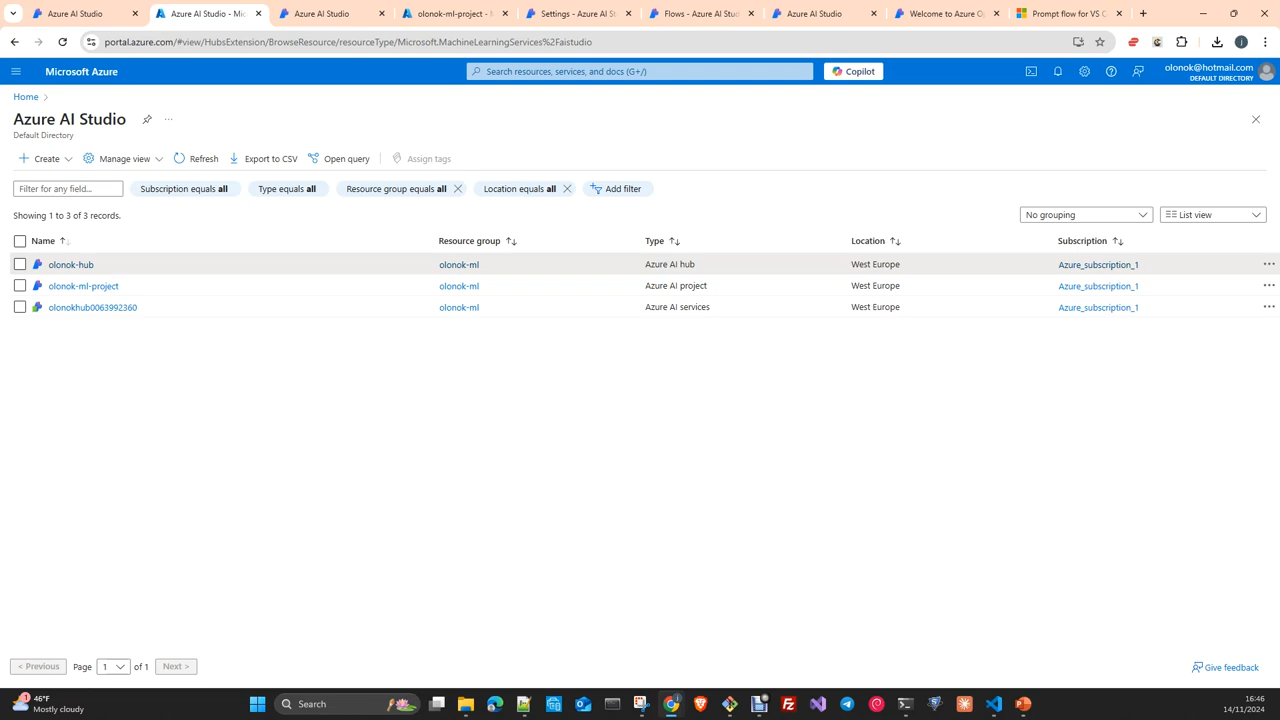 Azure AI Studio
Azure AI Studio - Mic
Azure AI Studio
olonok-ml-project - M
Settings - Azure AI St
Flows - Azure AI Stud
Azure AI Studio
Welcome to Azure Op
Prompt flow for VS C
portal.azure.com/#view/HubsExtension/BrowseResource/resourceType/Microsoft.MachineLearningServices%2Faistudio
Microsoft Azure
Search resources, services, and docs (G+/)
Copilot
olonok@hotmail.com
DEFAULT DIRECTORY
Home
Azure AI Studio
Default Directory
Create
Manage view
Refresh
Export to CSV
Open query
Assign tags
Filter for any field...
Subscription equals all
Type equals all
Resource group equals all
Location equals all
Add filter
Showing 1 to 3 of 3 records.
No grouping
List view
Name Resource group Type Location Subscription
olonok-hub olonok-ml Azure AI hub West Europe Azure_subscription_1
olonok-ml-project olonok-ml Azure AI project West Europe Azure_subscription_1
olonokhub0063992360 olonok-ml Azure AI services West Europe Azure_subscription_1
< Previous Page 1 of 1 Next >
Give feedback
1
46°F
Mostly cloudy
Search
16:46
14/11/2024